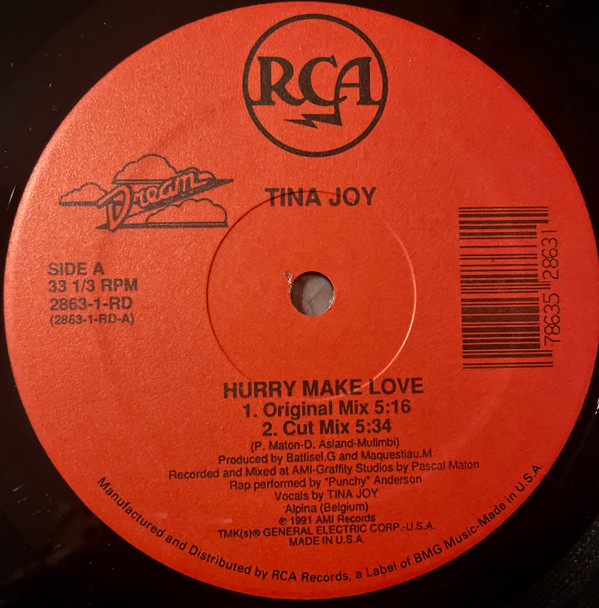 RCA
Dream
TINA JOY
SIDE A
33 1/3 RPM
2863-1-RD
(2863-1-RD-A)
78635 28631
HURRY MAKE LOVE
1. Original Mix 5:16
2. Cut Mix 5:34
(P. Maton-D. Asland-Mulimbi)
Produced by Battisel.G and Maquestiau.M
Recorded and Mixed at AMI-Graffity Studios by Pascal Maton
Rap performed by "Punchy" Anderson
Vocals by TINA JOY
Alpina (Belgium)
℗ 1991 AMI Records
TMK(s)® GENERAL ELECTRIC CORP.-U.S.A.
MADE IN U.S.A.
Manufactured and Distributed by RCA Records, a Label of BMG Music-Made in U.S.A.